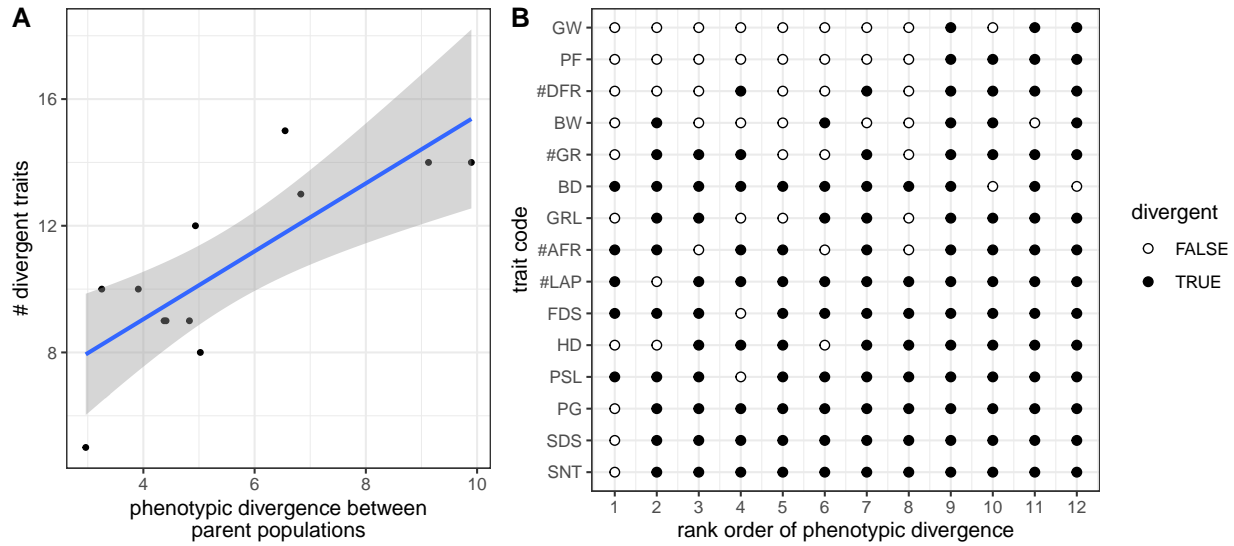 A
# divergent traits
16
12
8
4
6
8
10
phenotypic divergence between
parent populations
B
trait code
GW
PF
#DFR
BW
#GR
BD
GRL
#AFR
#LAP
FDS
HD
PSL
PG
SDS
SNT
1 2 3 4 5 6 7 8 9 10 11 12
rank order of phenotypic divergence
divergent
FALSE
TRUE